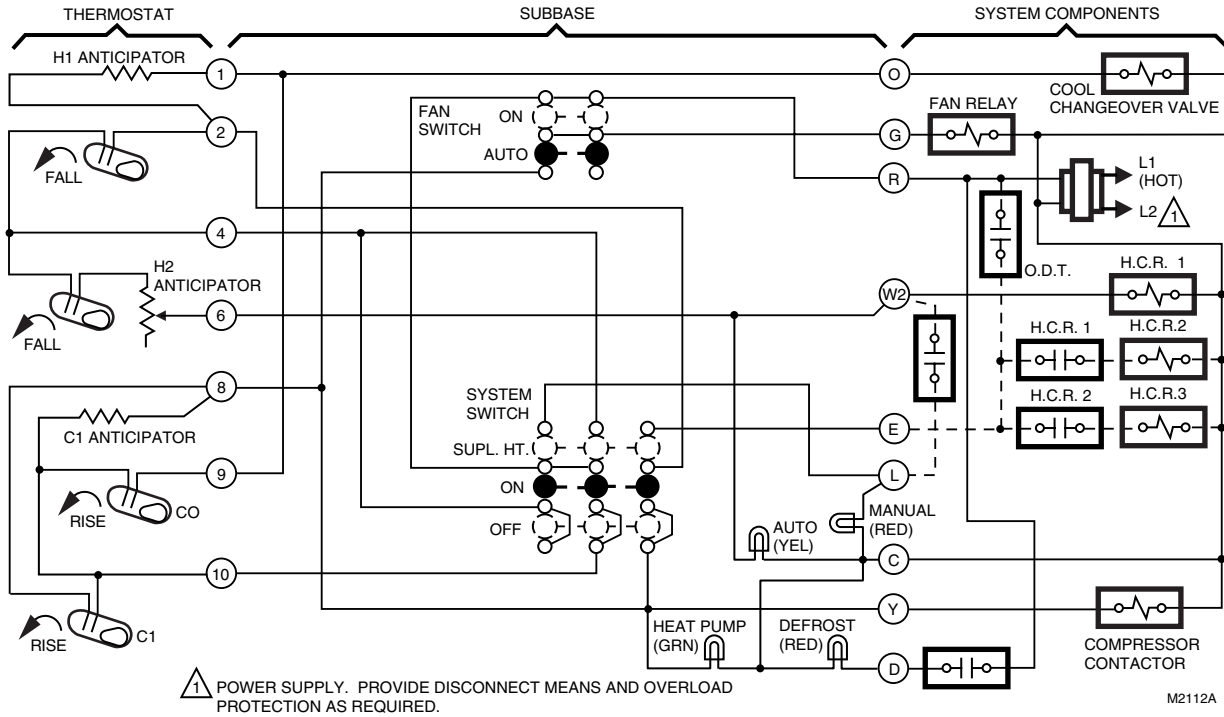 THERMOSTAT
SUBBASE
SYSTEM COMPONENTS
H1 ANTICIPATOR
1
O
COOL
CHANGEOVER VALVE
FAN
SWITCH
ON
AUTO
FAN RELAY
2
G
FALL
R
L1
(HOT)
L2
1
4
O.D.T.
H2
ANTICIPATOR
6
FALL
W2
H.C.R. 1
H.C.R. 1
H.C.R.2
8
C1 ANTICIPATOR
SYSTEM
SWITCH
SUPL. HT.
ON
OFF
H.C.R. 2
H.C.R.3
E
9
RISE
CO
L
MANUAL
(RED)
AUTO
(YEL)
C
10
RISE
C1
Y
HEAT PUMP
(GRN)
DEFROST
(RED)
D
COMPRESSOR
CONTACTOR
1
POWER SUPPLY. PROVIDE DISCONNECT MEANS AND OVERLOAD
PROTECTION AS REQUIRED.
M2112A